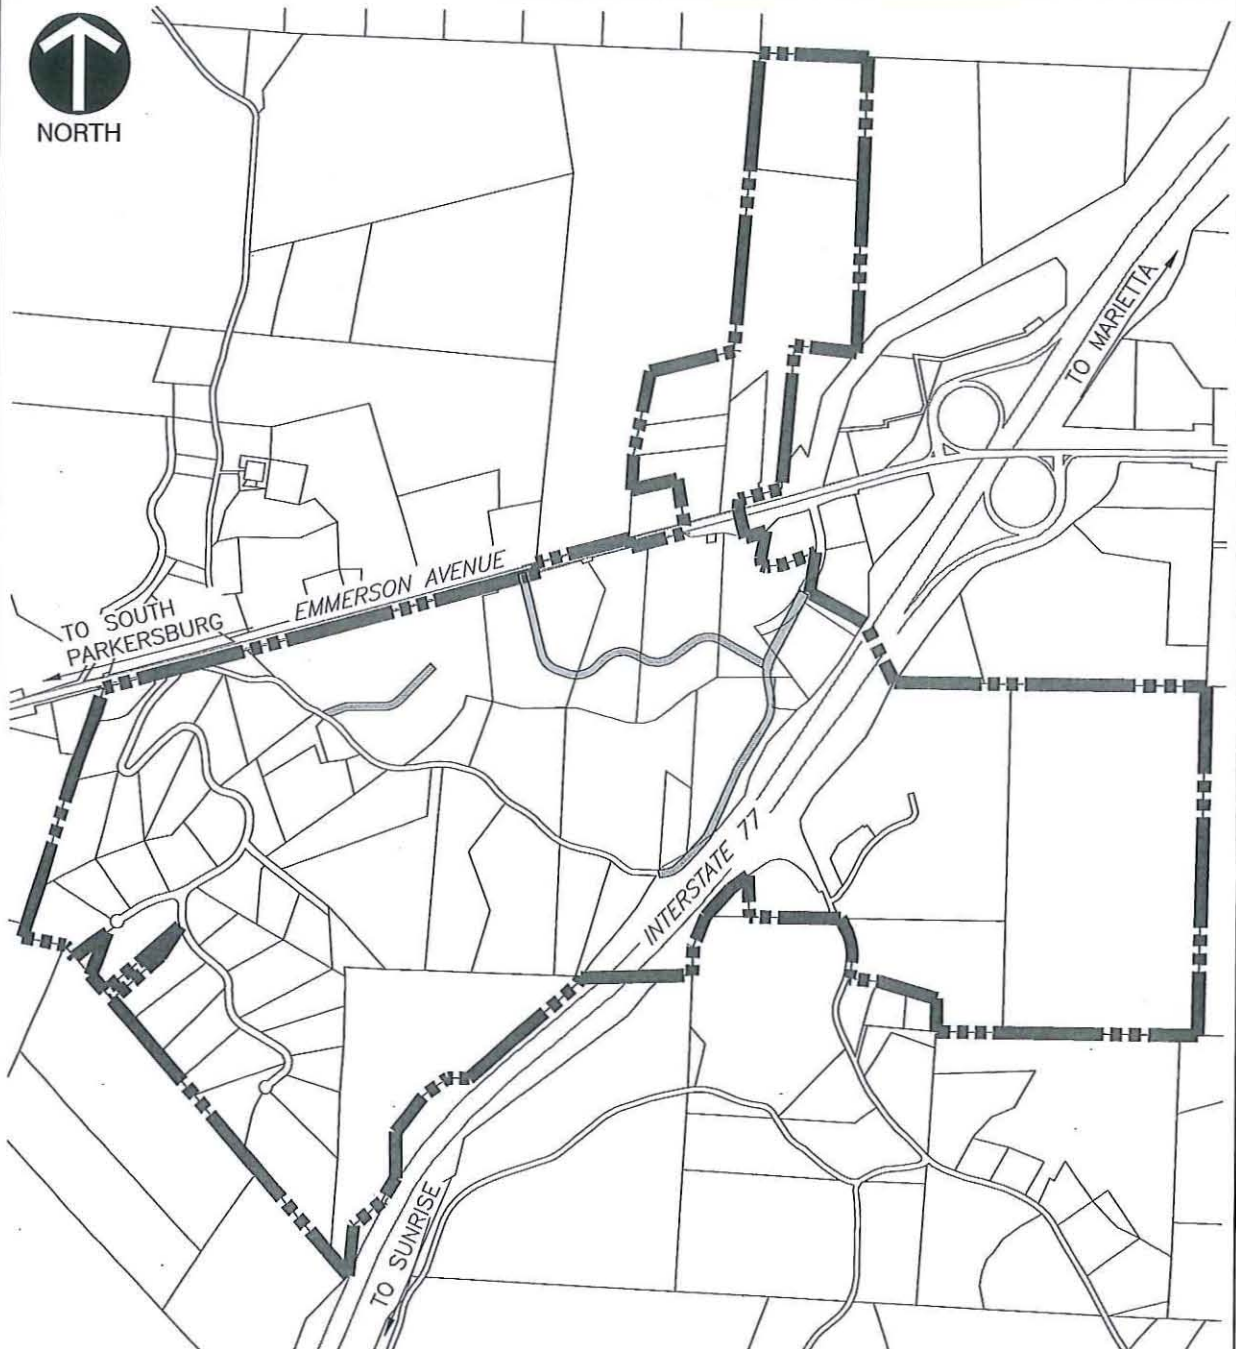 NORTH
TO MARIETTA
EMMERSON AVENUE
TO SOUTH
PARKERSBURG
INTERSTATE 77
TO SUNRISE